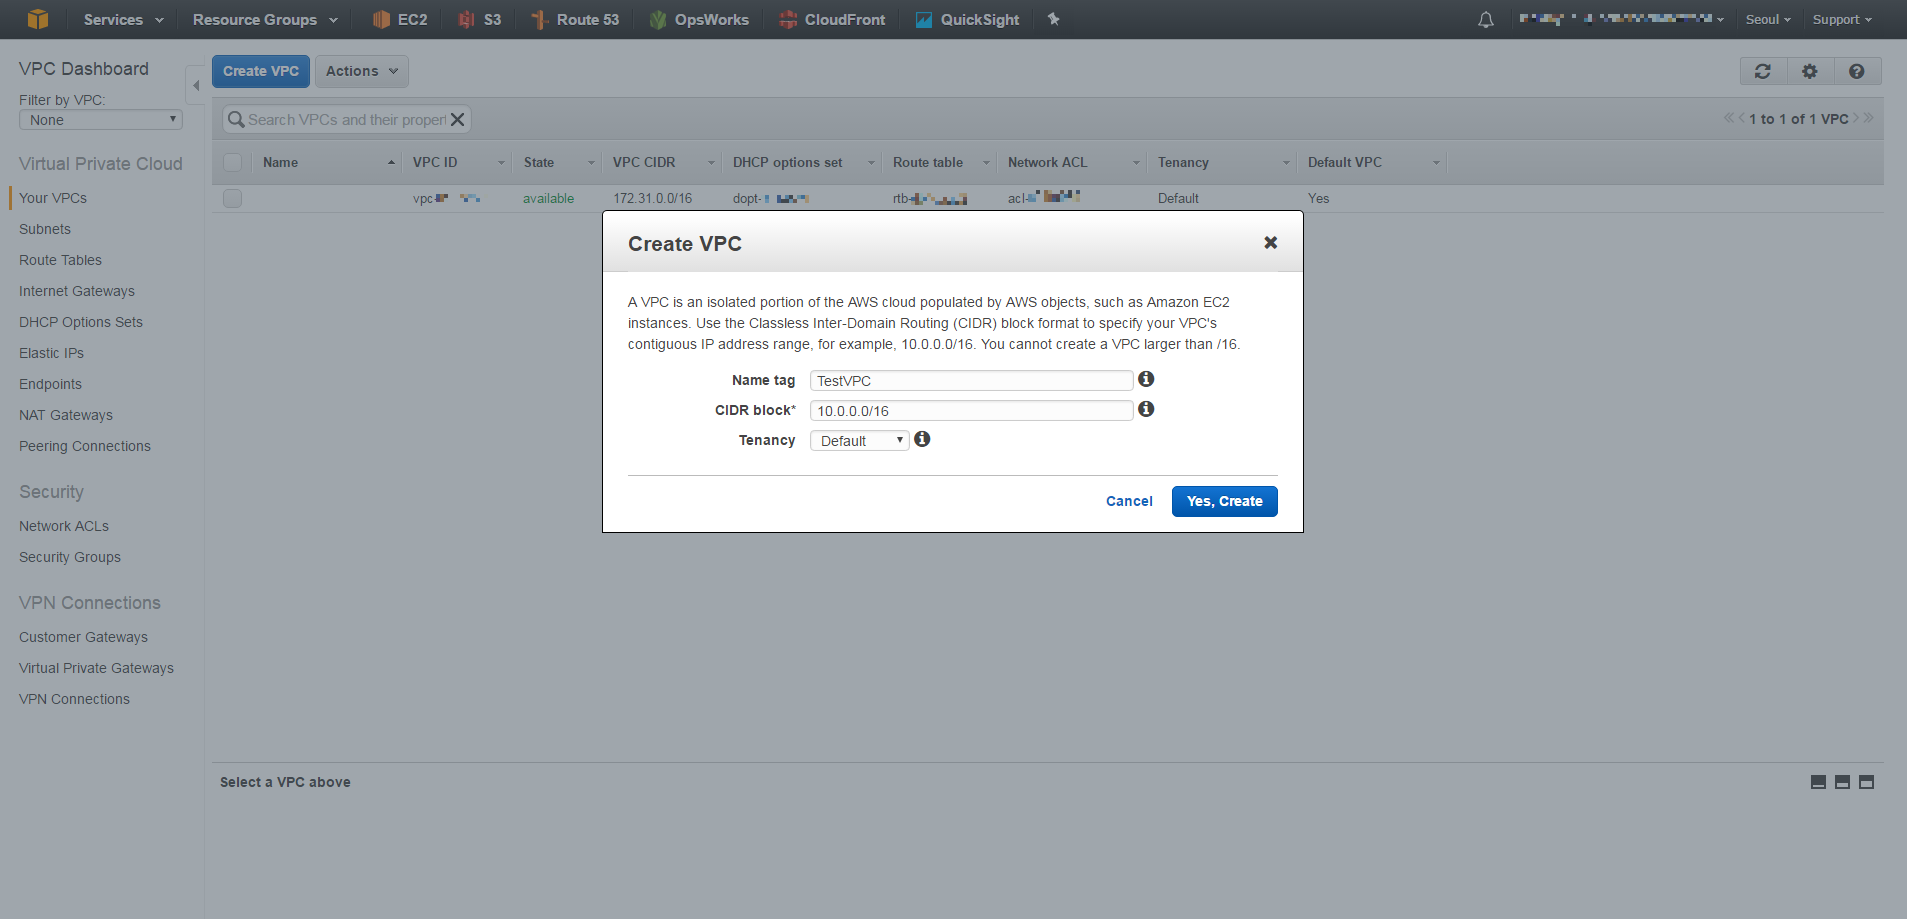 Services Resource Groups EC2 S3 Route 53 OpsWorks CloudFront QuickSight Seoul Support
VPC Dashboard
Filter by VPC:
None
Virtual Private Cloud
Your VPCs
Subnets
Route Tables
Internet Gateways
DHCP Options Sets
Elastic IPs
Endpoints
NAT Gateways
Peering Connections
Security
Network ACLs
Security Groups
VPN Connections
Customer Gateways
Virtual Private Gateways
VPN Connections
Create VPC Actions
Search VPCs and their propert
1 to 1 of 1 VPC
Name VPC ID State VPC CIDR DHCP options set Route table Network ACL Tenancy Default VPC
vpc- available 172.31.0.0/16 dopt- rtb- acl- Default Yes
Create VPC
A VPC is an isolated portion of the AWS cloud populated by AWS objects, such as Amazon EC2
instances. Use the Classless Inter-Domain Routing (CIDR) block format to specify your VPC's
contiguous IP address range, for example, 10.0.0.0/16. You cannot create a VPC larger than /16.
Name tag TestVPC
CIDR block* 10.0.0.0/16
Tenancy Default
Cancel Yes, Create
Select a VPC above